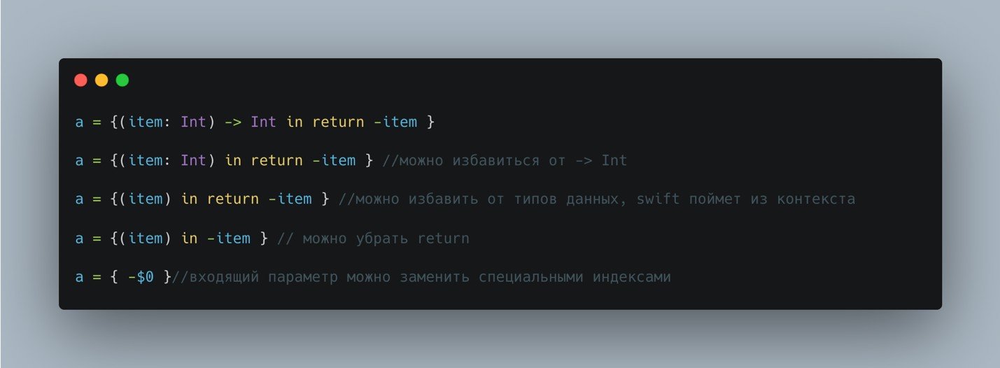 a = {(item: Int) -> Int in return -item }
a = {(item: Int) in return -item } //можно избавиться от -> Int
a = {(item) in return -item } //можно избавить от типов данных, swift поймет из контекста
a = {(item) in -item } // можно убрать return
a = { -$0 }//входящий параметр можно заменить специальными индексами